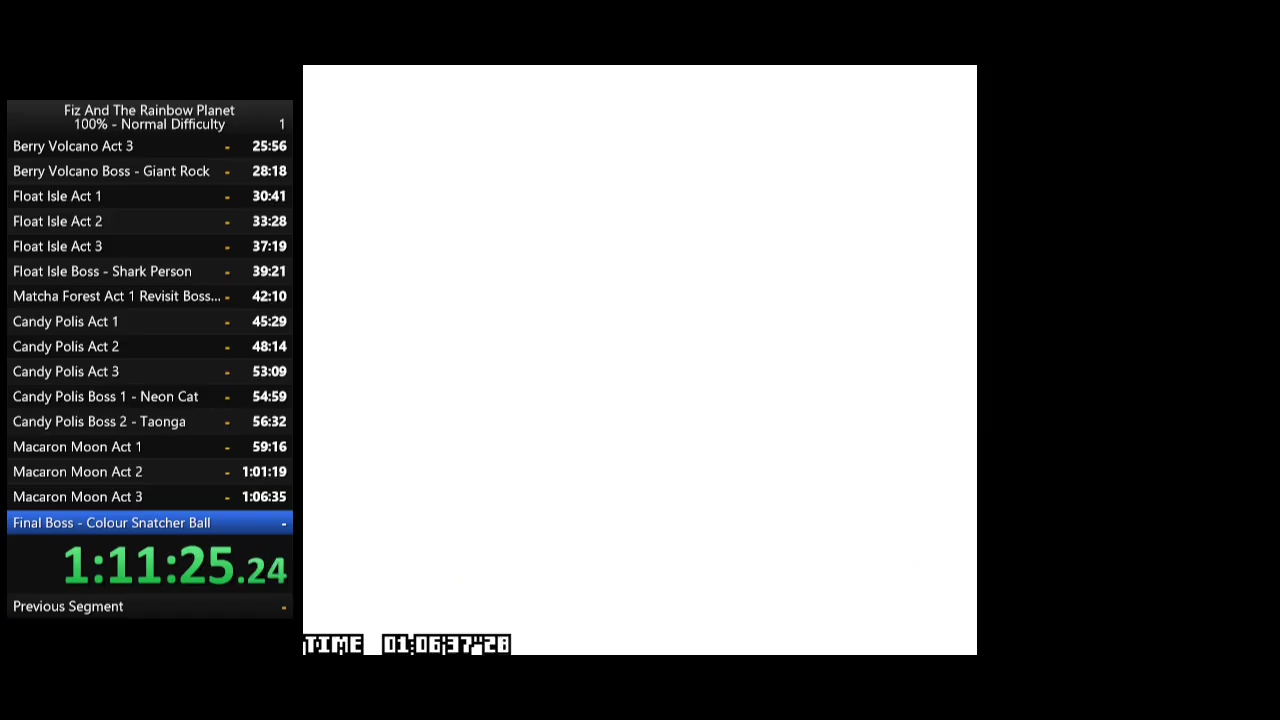 Fiz And The Rainbow Planet
100% - Normal Difficulty 1
Berry Volcano Act 3 - 25:56
Berry Volcano Boss - Giant Rock - 28:18
Float Isle Act 1 - 30:41
Float Isle Act 2 - 33:28
Float Isle Act 3 - 37:19
Float Isle Boss - Shark Person - 39:21
Matcha Forest Act 1 Revisit Boss... - 42:10
Candy Polis Act 1 - 45:29
Candy Polis Act 2 - 48:14
Candy Polis Act 3 - 53:09
Candy Polis Boss 1 - Neon Cat - 54:59
Candy Polis Boss 2 - Taonga - 56:32
Macaron Moon Act 1 - 59:16
Macaron Moon Act 2 - 1:01:19
Macaron Moon Act 3 - 1:06:35
Final Boss - Colour Snatcher Ball -
1:11:25.24
Previous Segment -
TIME 01:06:37"28